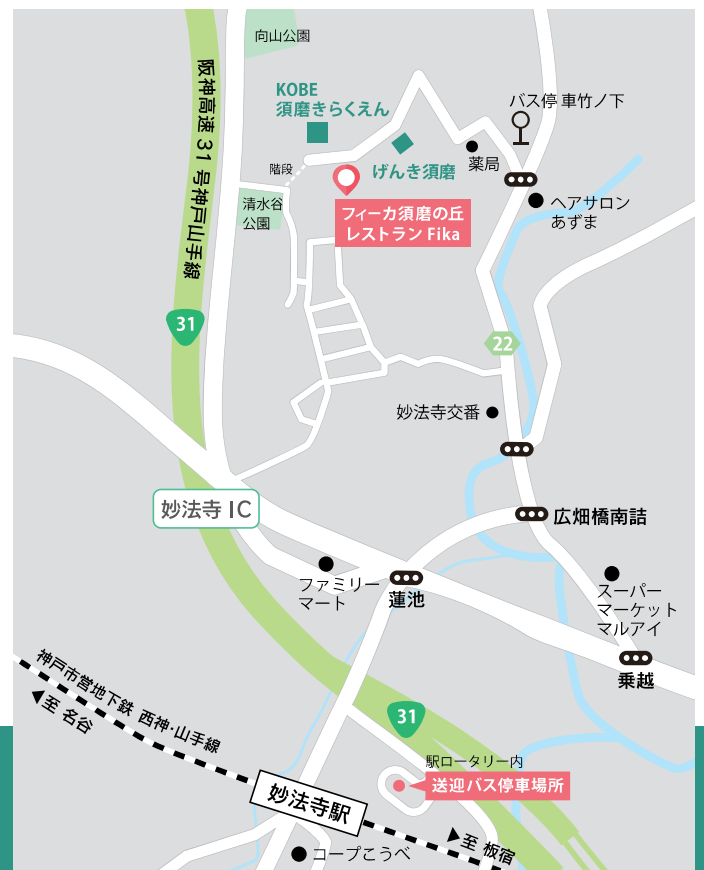 向山公園
阪神高速 31 号神戸山手線
KOBE
須磨きらくえん
バス停 車竹ノ下
階段
げんき須磨
薬局
清水谷
公園
フィーカ須磨の丘
レストラン Fika
ヘアサロン
あずま
31
22
妙法寺交番
妙法寺 IC
広畑橋南詰
ファミリー
マート
蓮池
スーパー
マーケット
マルアイ
乗越
神戸市営地下鉄 西神・山手線
◀至 名谷
31
駅ロータリー内
送迎バス停車場所
妙法寺駅
▶至 板宿
コープこうべ